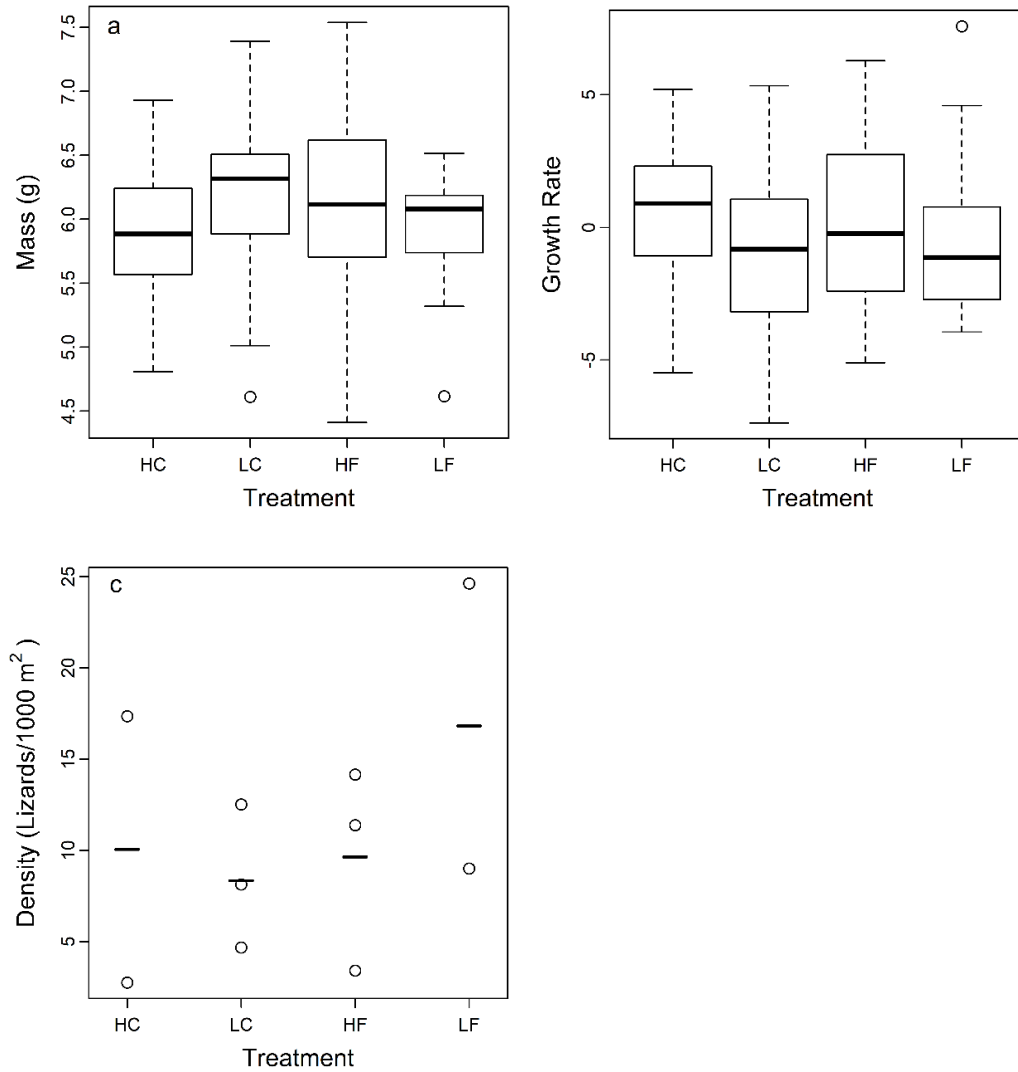 a
Mass (g)
7.5
7.0
6.5
6.0
5.5
5.0
4.5
HC LC HF LF
Treatment
Growth Rate
5
0
-5
HC LC HF LF
Treatment
c
Density (Lizards/1000 m²)
25
20
15
10
5
HC LC HF LF
Treatment